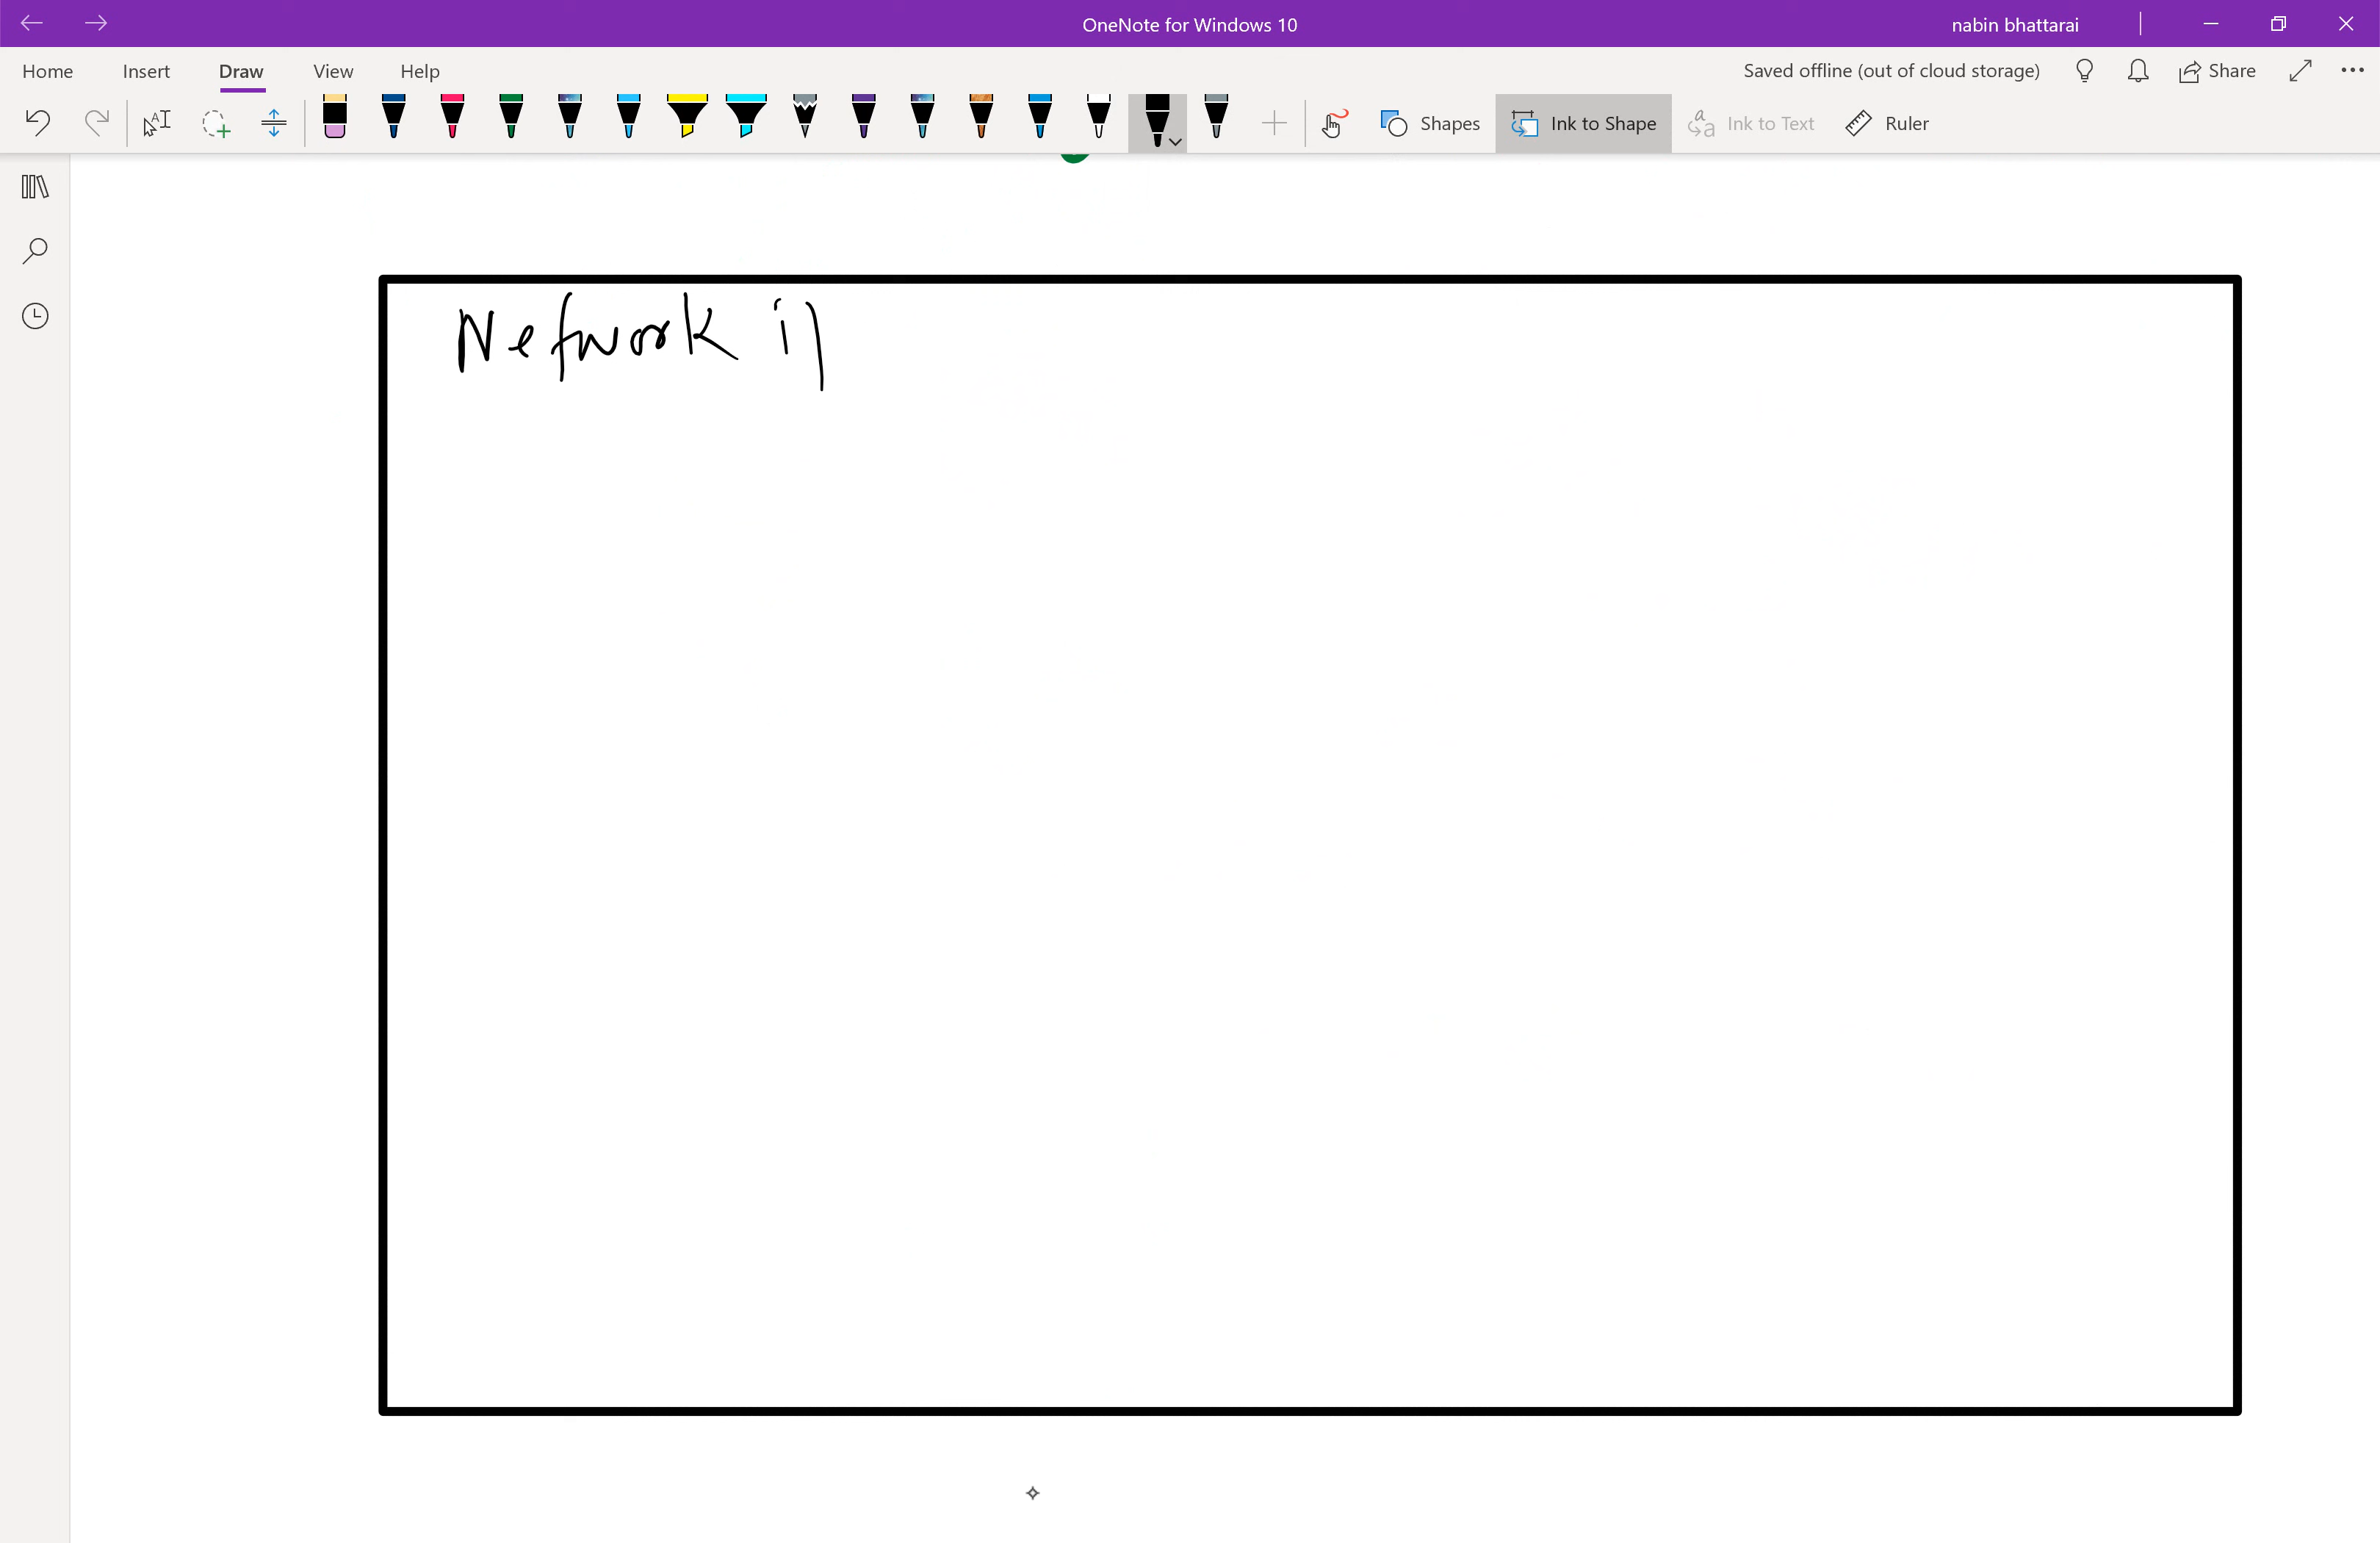 OneNote for Windows 10
nabin bhattarai
Home Insert Draw View Help
Saved offline (out of cloud storage)
Share
Shapes
Ink to Shape
Ink to Text
Ruler
Network